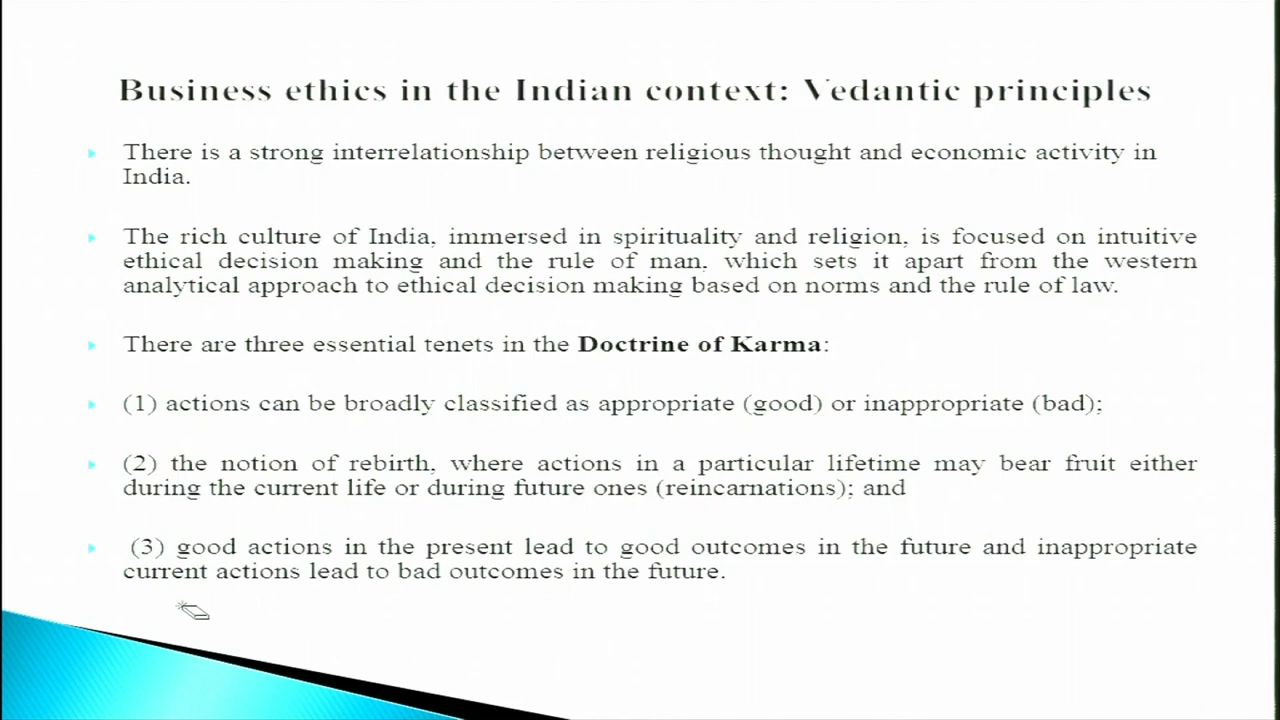 Business ethics in the Indian context: Vedantic principles
There is a strong interrelationship between religious thought and economic activity in
India.
The rich culture of India, immersed in spirituality and religion, is focused on intuitive
ethical decision making and the rule of man, which sets it apart from the western
analytical approach to ethical decision making based on norms and the rule of law.
There are three essential tenets in the Doctrine of Karma:
(1) actions can be broadly classified as appropriate (good) or inappropriate (bad);
(2) the notion of rebirth, where actions in a particular lifetime may bear fruit either
during the current life or during future ones (reincarnations); and
(3) good actions in the present lead to good outcomes in the future and inappropriate
current actions lead to bad outcomes in the future.